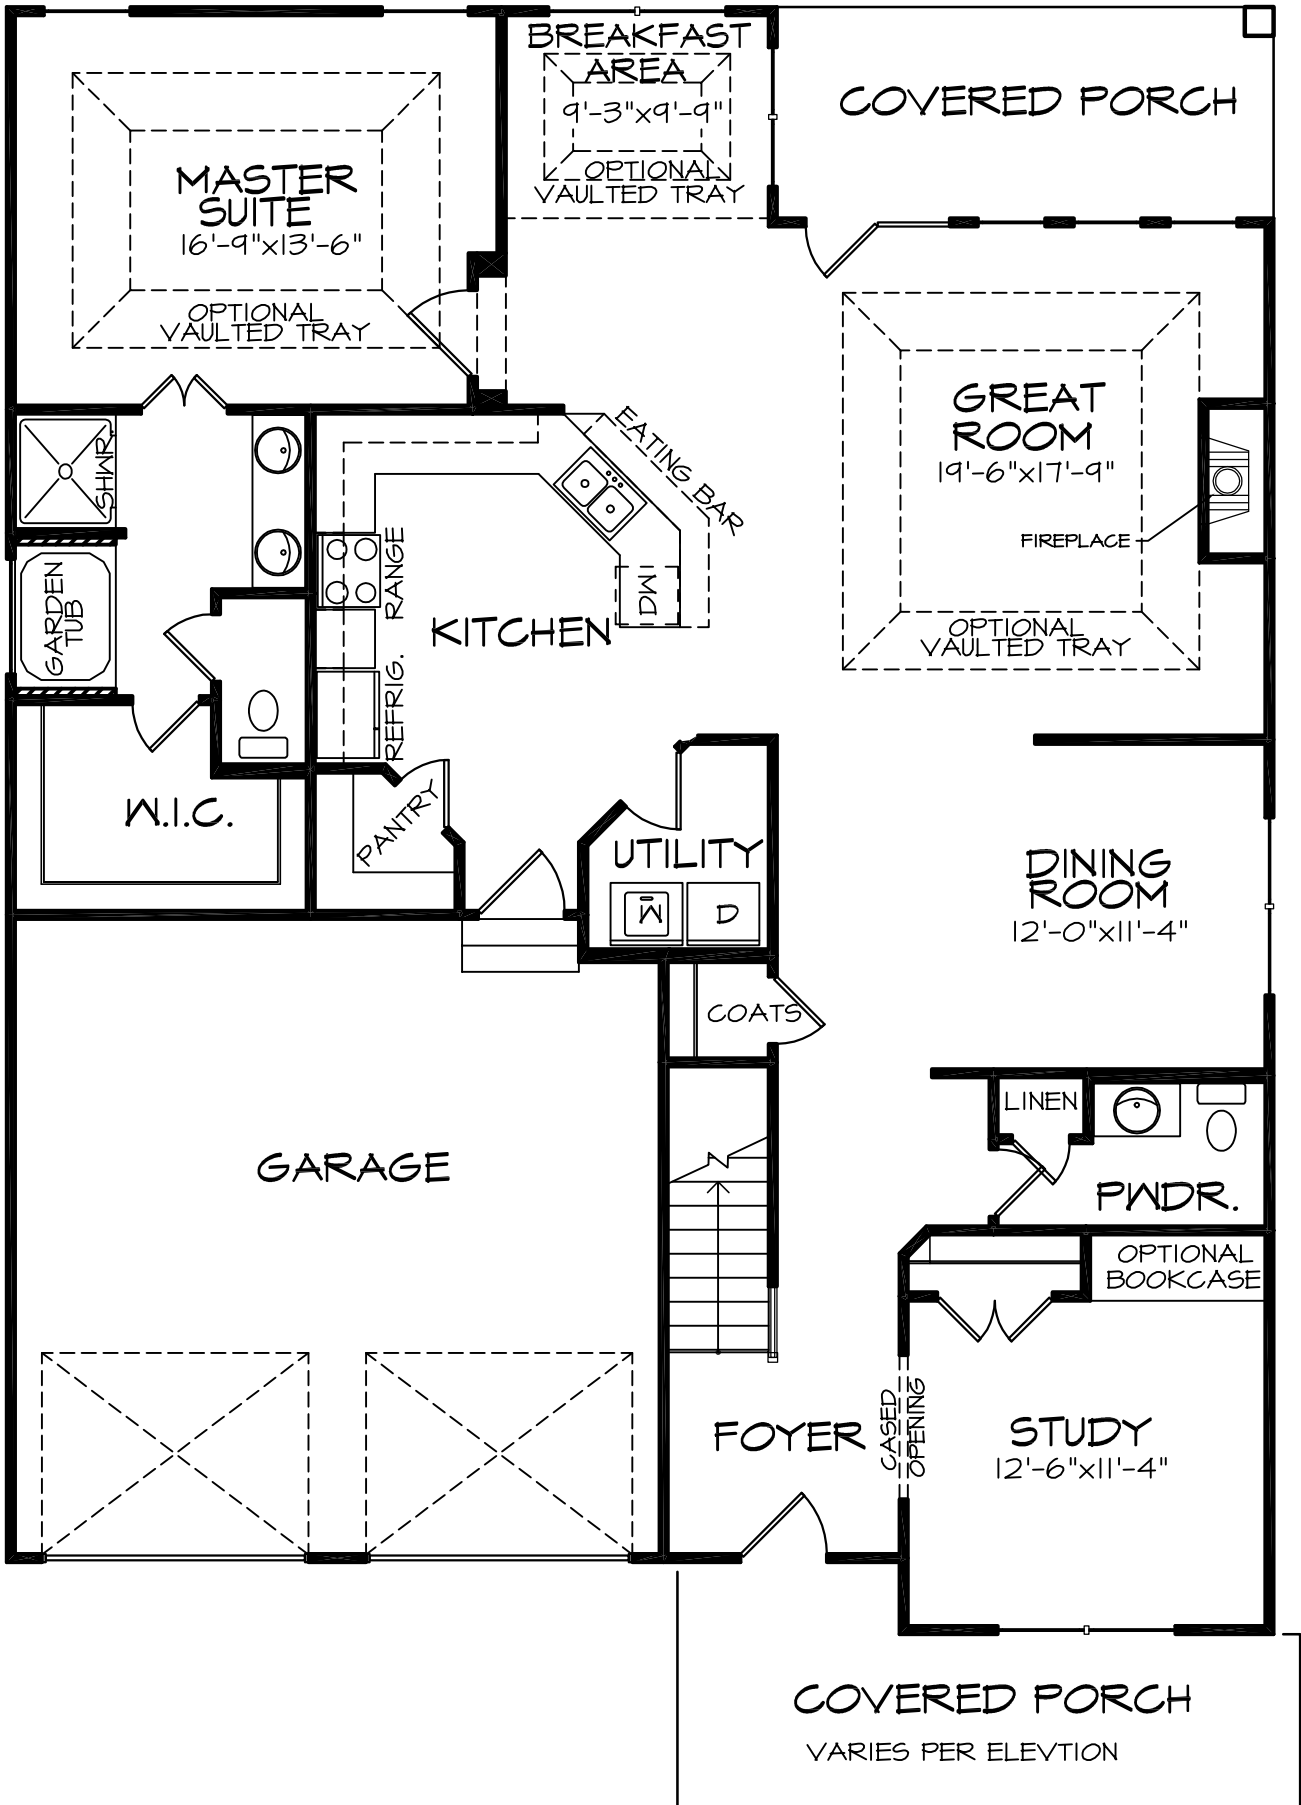 BREAKFAST
AREA
9'-3"x9'-9"
OPTIONAL
VAULTED TRAY
COVERED PORCH
MASTER
SUITE
16'-9"x13'-6"
OPTIONAL
VAULTED TRAY
GREAT
ROOM
19'-6"x17'-9"
FIREPLACE
OPTIONAL
VAULTED TRAY
EATING BAR
SHWR.
GARDEN
TUB
RANGE
REFRIG.
KITCHEN
DW
W.I.C.
PANTRY
UTILITY
W
D
DINING
ROOM
12'-0"x11'-4"
COATS
LINEN
PWDR.
GARAGE
OPTIONAL
BOOKCASE
FOYER
CASED
OPENING
STUDY
12'-6"x11'-4"
COVERED PORCH
VARIES PER ELEVTION